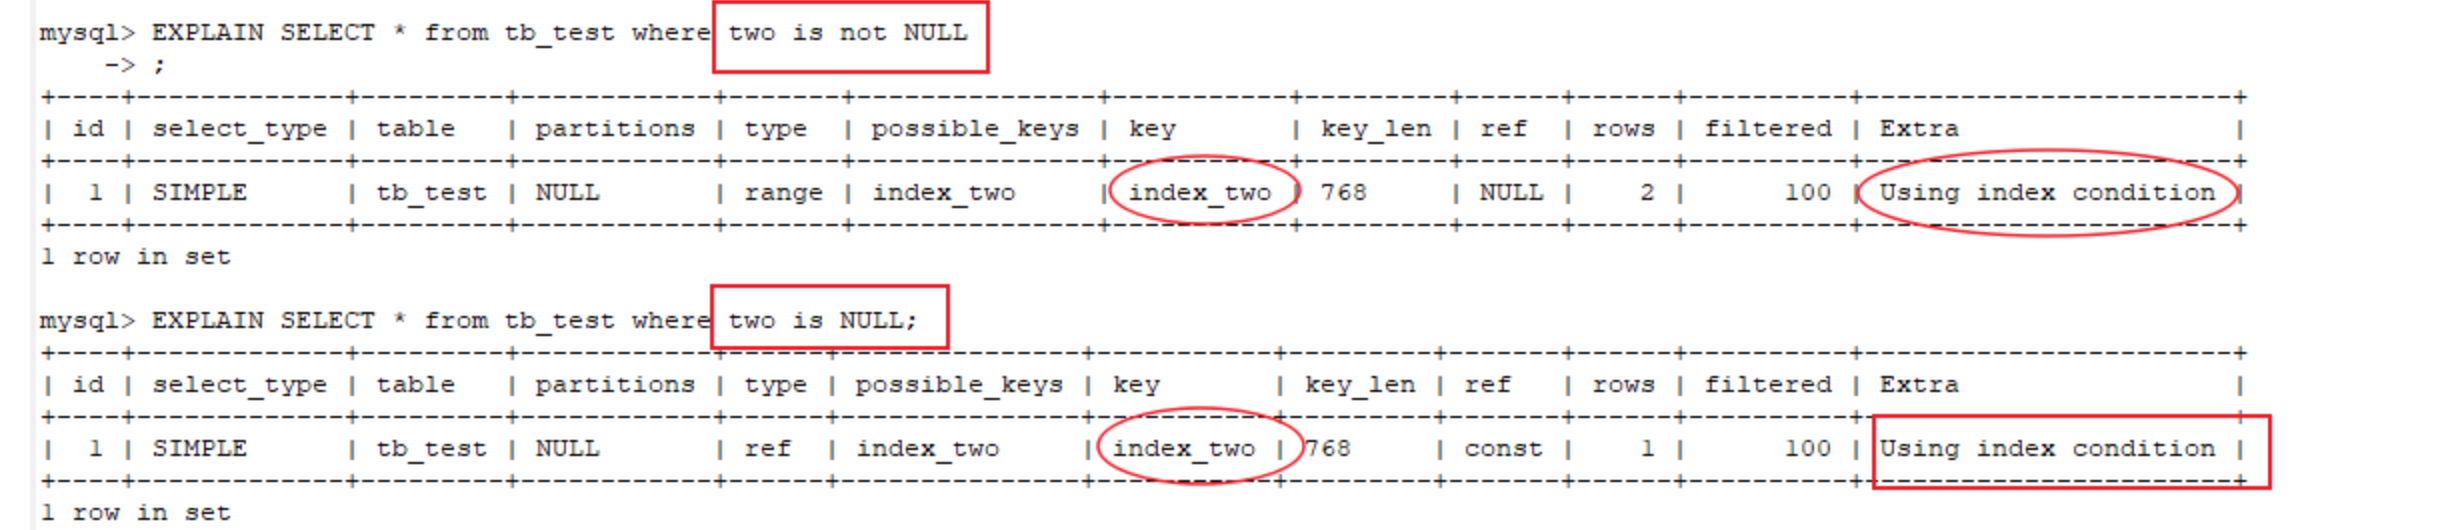 mysql> EXPLAIN SELECT * from tb_test where two is not NULL
    -> ;
+----+-------------+---------+------------+-------+---------------+-----------+---------+------+------+----------+-----------------------+
| id | select_type | table   | partitions | type  | possible_keys | key       | key_len | ref  | rows | filtered | Extra                 |
+----+-------------+---------+------------+-------+---------------+-----------+---------+------+------+----------+-----------------------+
| 1 | SIMPLE      | tb_test | NULL       | range | index_two     | index_two | 768     | NULL |    2 |      100 | Using index condition |
+----+-------------+---------+------------+-------+---------------+-----------+---------+------+------+----------+-----------------------+
1 row in set
mysql> EXPLAIN SELECT * from tb_test where two is NULL;
+----+-------------+---------+------------+------+---------------+-----------+---------+-------+------+----------+-----------------------+
| id | select_type | table   | partitions | type | possible_keys | key       | key_len | ref   | rows | filtered | Extra                 |
+----+-------------+---------+------------+------+---------------+-----------+---------+-------+------+----------+-----------------------+
| 1 | SIMPLE      | tb_test | NULL       | ref  | index_two     | index_two | 768     | const |    1 |      100 | Using index condition |
+----+-------------+---------+------------+------+---------------+-----------+---------+-------+------+----------+-----------------------+
1 row in set